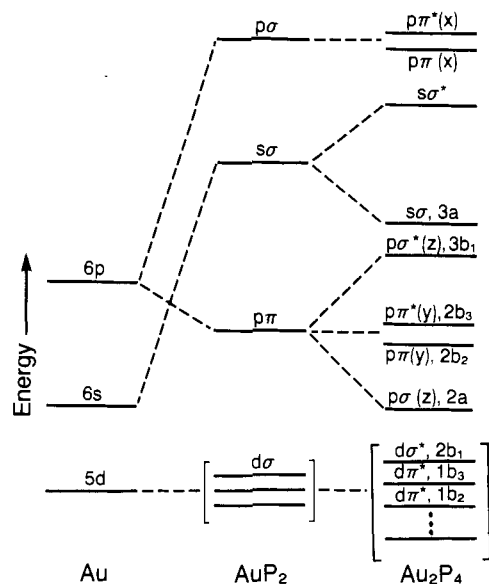 pσ
pπ*(x)
pπ (x)
sσ*
sσ
sσ, 3a
pσ*(z), 3b₁
6p
pπ
pπ*(y), 2b₃
pπ(y), 2b₂
Energy
6s
pσ (z), 2a
dσ
dσ*, 2b₁
5d
dπ*, 1b₃
dπ*, 1b₂
Au
AuP₂
Au₂P₄